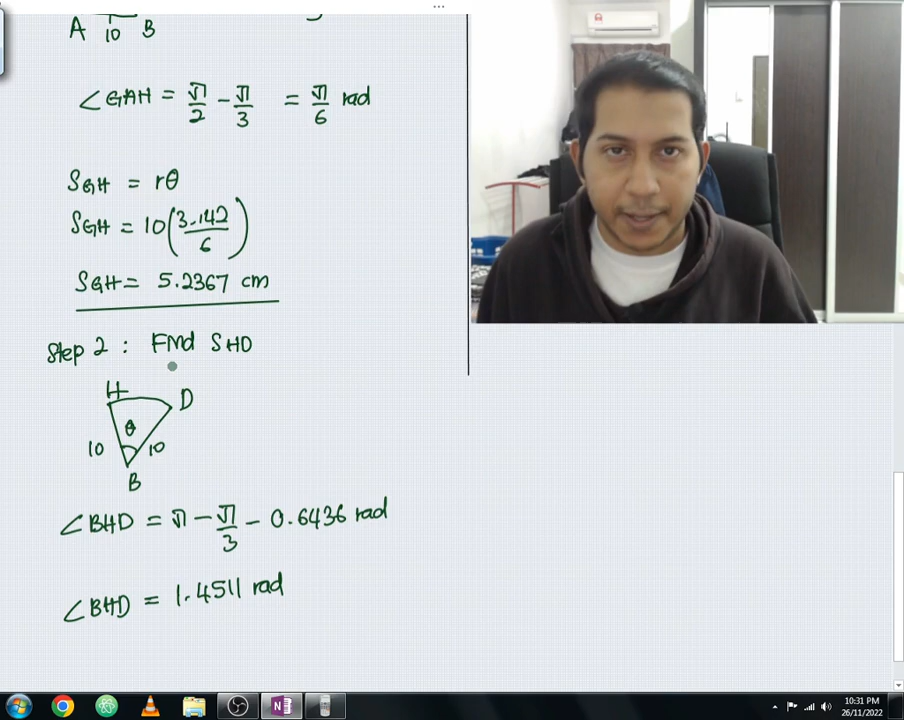 A 10 B
∠GAH = π/2 - π/3 = π/6 rad
SGH = rθ
SGH = 10(3.142/6)
SGH = 5.2367 cm
Step 2 : Find SHD
H D
θ
10 10
B
∠BHD = π - π/3 - 0.6436 rad
∠BHD = 1.4511 rad
10:31 PM
26/11/2022